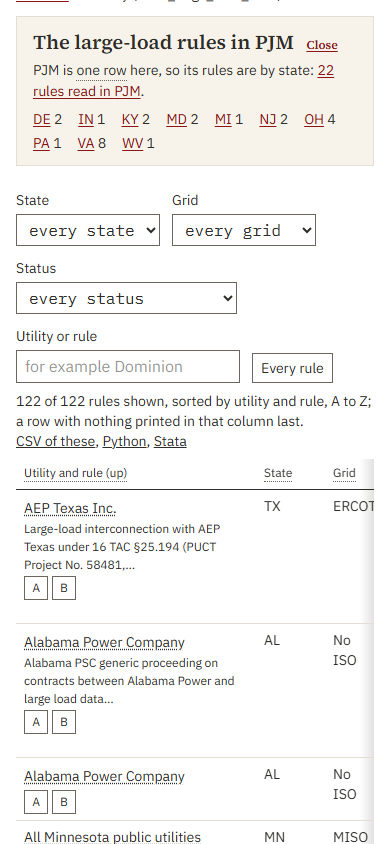 The large-load rules in PJM Close
PJM is one row here, so its rules are by state: 22
rules read in PJM.
DE 2 IN 1 KY 2 MD 2 MI 1 NJ 2 OH 4
PA 1 VA 8 WV 1
State Grid
every state every grid
Status
every status
Utility or rule
for example Dominion Every rule
122 of 122 rules shown, sorted by utility and rule, A to Z;
a row with nothing printed in that column last.
CSV of these, Python, Stata
Utility and rule (up) State Grid
AEP Texas Inc. TX ERCOT
Large-load interconnection with AEP
Texas under 16 TAC §25.194 (PUCT
Project No. 58481,...
A B
Alabama Power Company AL No
ISO
Alabama PSC generic proceeding on
contracts between Alabama Power and
large load data...
A B
Alabama Power Company AL No
ISO
A B
All Minnesota public utilities MN MISO